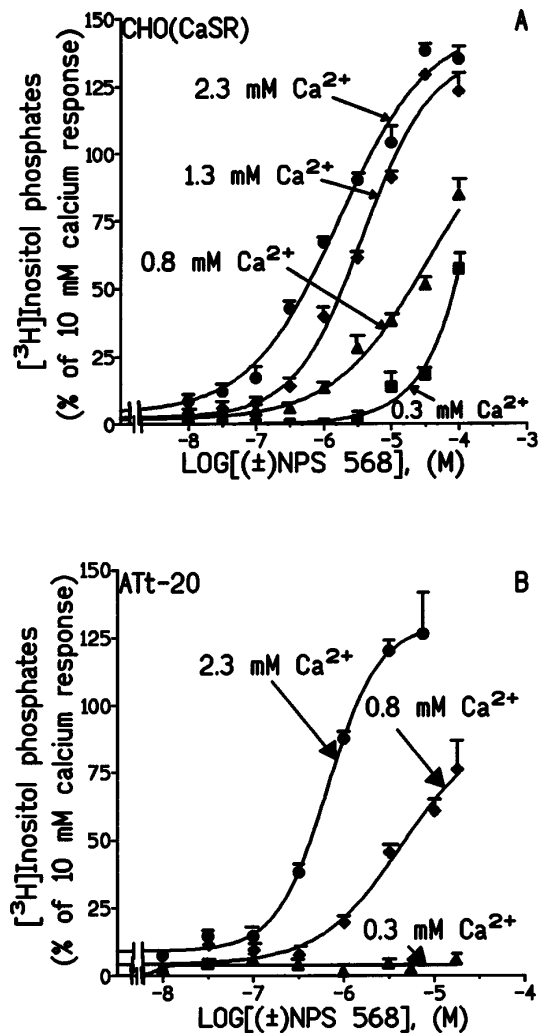 CHO(CaSR)
A
[³H]Inositol phosphates
(% of 10 mM calcium response)
150
125
100
75
50
25
0
2.3 mM Ca²⁺
1.3 mM Ca²⁺
0.8 mM Ca²⁺
0.3 mM Ca²⁺
-8 -7 -6 -5 -4 -3
LOG[(±)NPS 568], (M)
ATt-20
B
[³H]Inositol phosphates
(% of 10 mM calcium response)
150
125
100
75
50
25
0
2.3 mM Ca²⁺
0.8 mM Ca²⁺
0.3 mM Ca²⁺
-8 -7 -6 -5 -4
LOG[(±)NPS 568], (M)